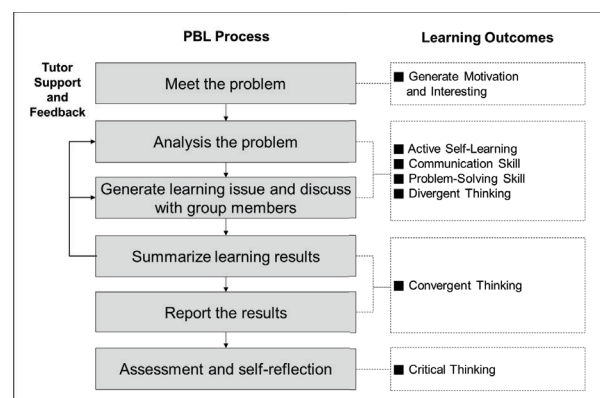 PBL Process
Learning Outcomes
Tutor
Support
and
Feedback
Meet the problem
■ Generate Motivation
and Interesting
Analysis the problem
Generate learning issue and discuss
with group members
■ Active Self-Learning
■ Communication Skill
■ Problem-Solving Skill
■ Divergent Thinking
Summarize learning results
Report the results
■ Convergent Thinking
Assessment and self-reflection
■ Critical Thinking